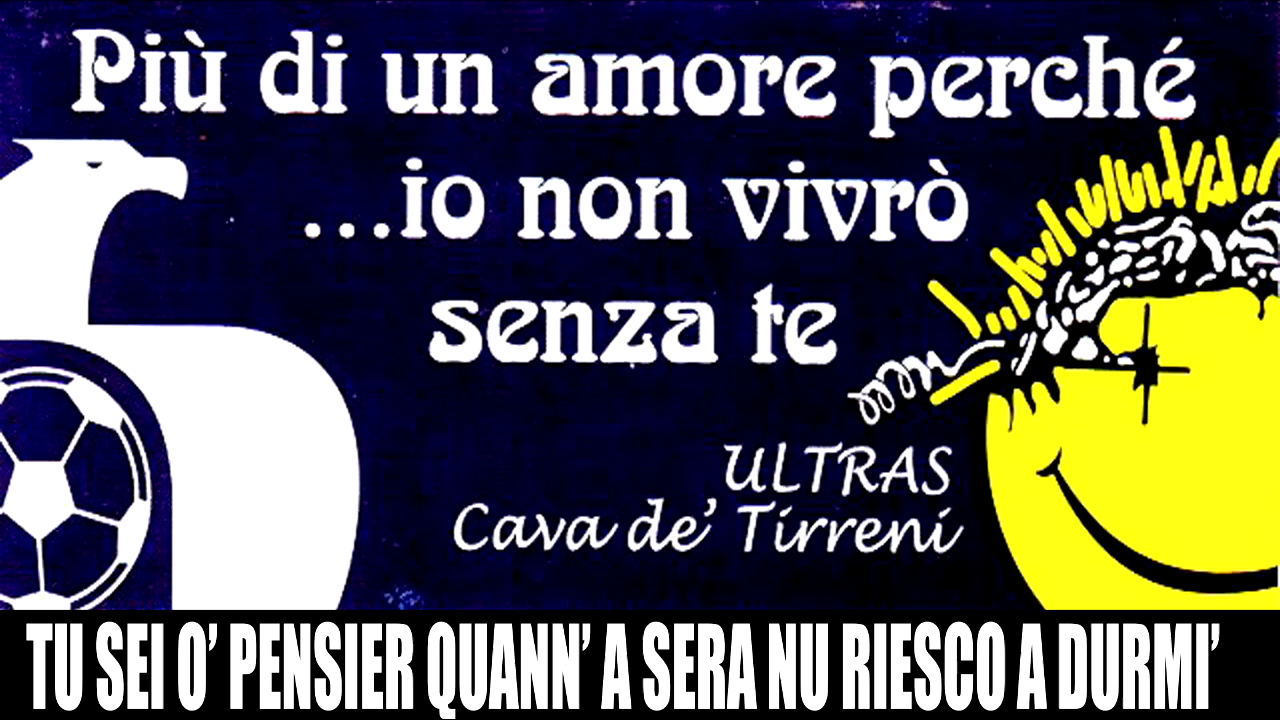 Più di un amore perché
...io non vivrò
senza te
ULTRAS
Cava de' Tirreni
TU SEI O' PENSIER QUANN' A SERA NU RIESCO A DURMI'